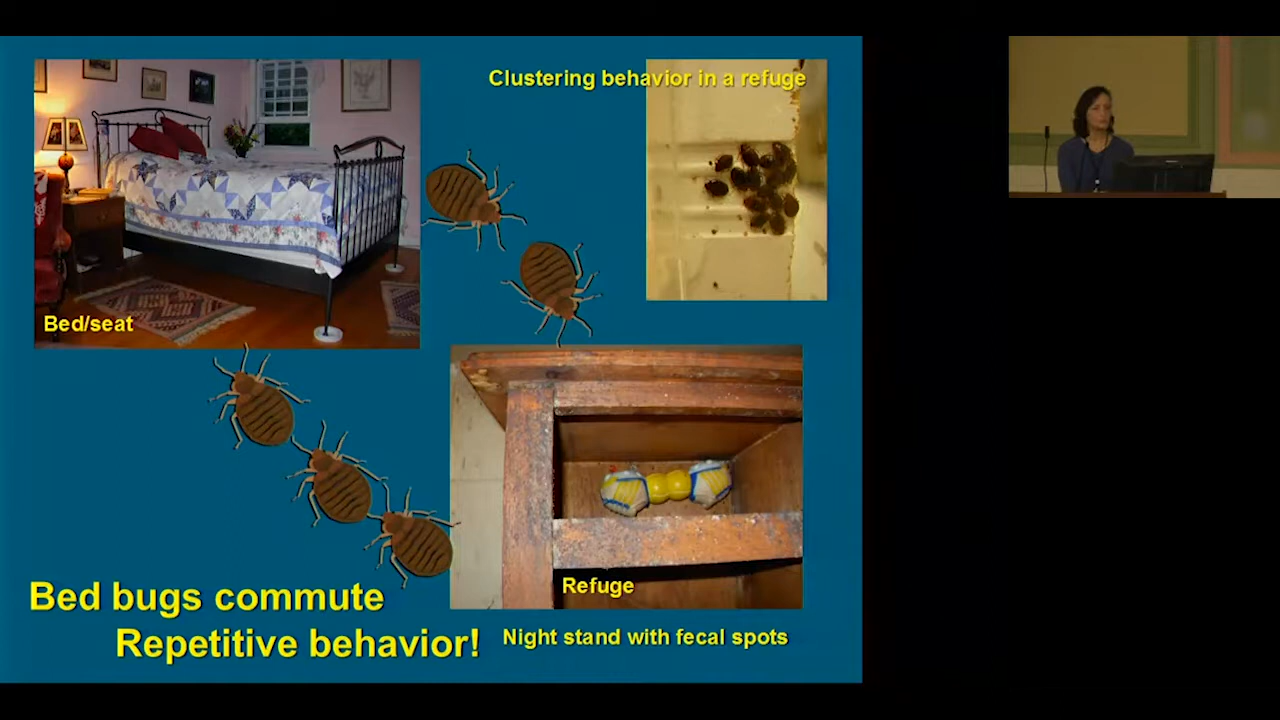 Clustering behavior in a refuge
Bed/seat
Refuge
Bed bugs commute
Repetitive behavior!
Night stand with fecal spots